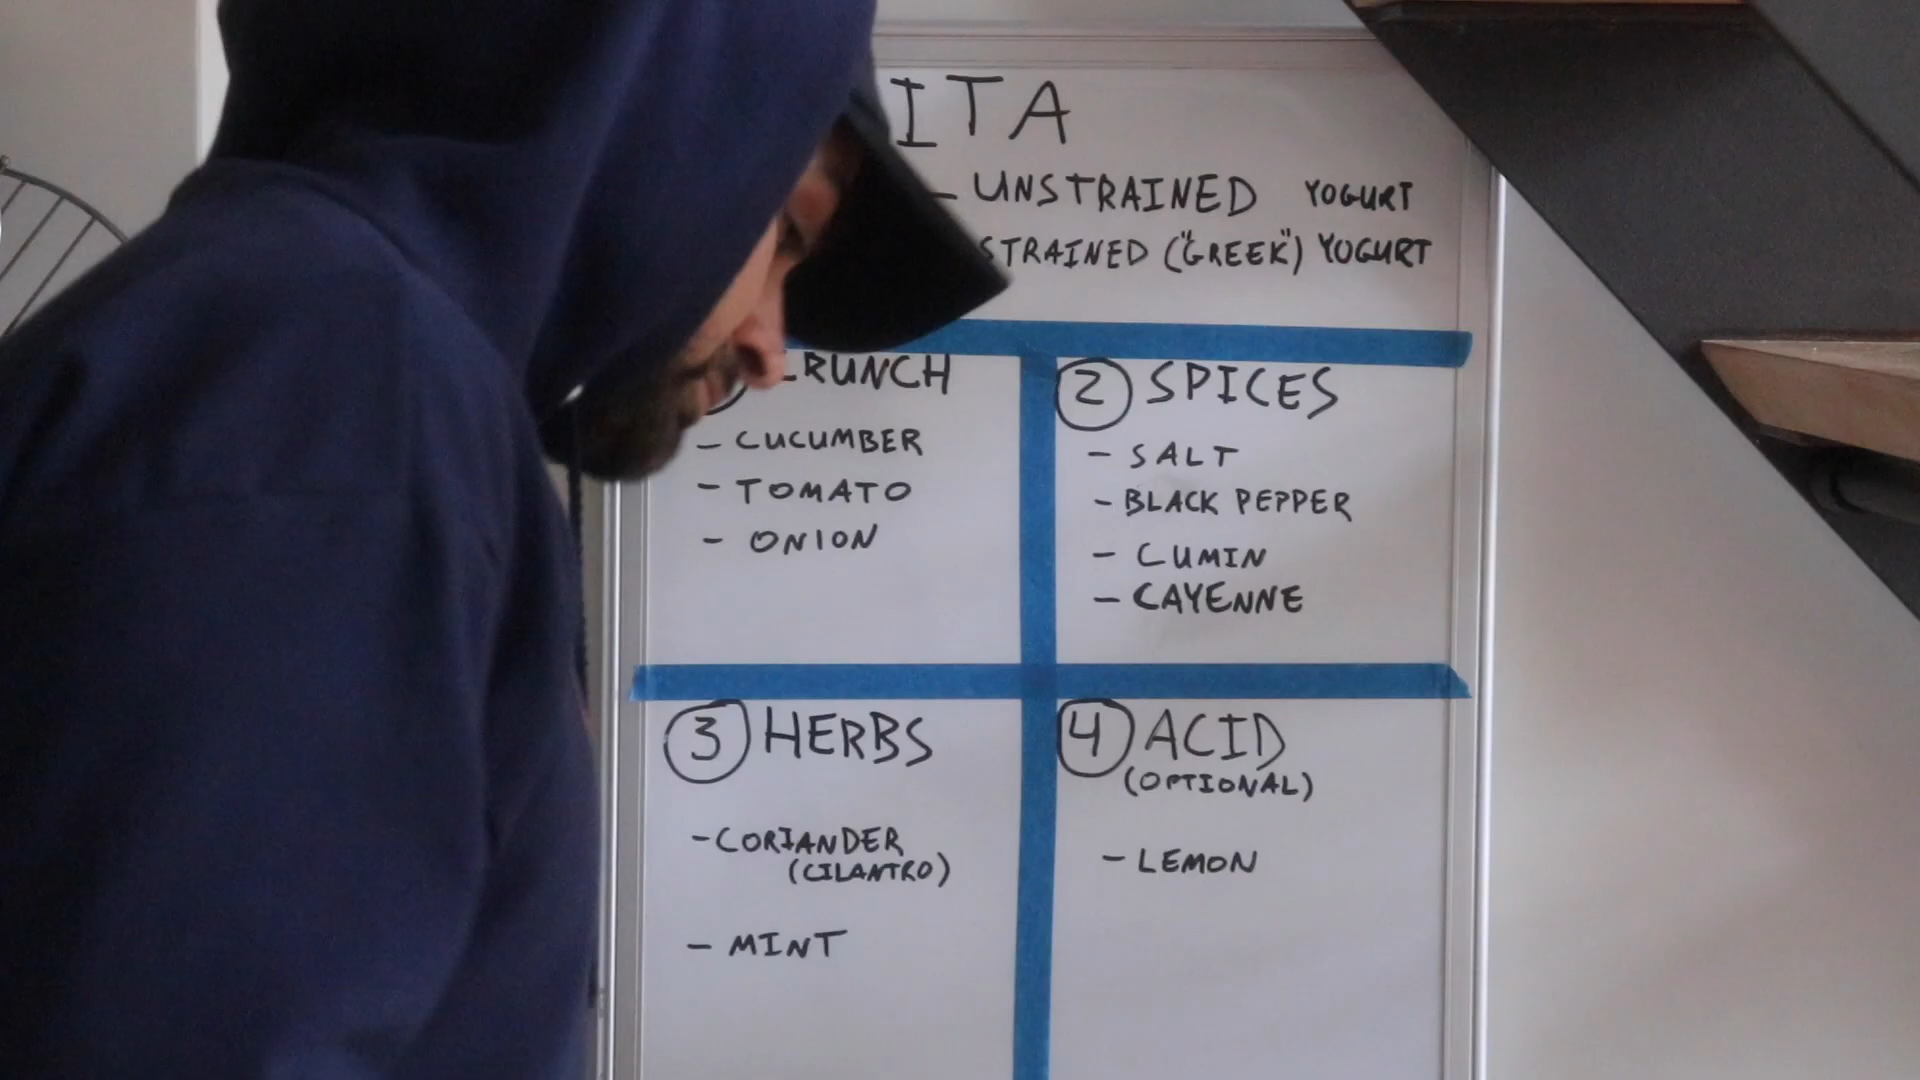 ITA
- UNSTRAINED YOGURT
STRAINED ("GREEK") YOGURT
CRUNCH
- CUCUMBER
- TOMATO
- ONION
2 SPICES
- SALT
- BLACK PEPPER
- CUMIN
- CAYENNE
3 HERBS
- CORIANDER
(CILANTRO)
- MINT
4 ACID
(OPTIONAL)
- LEMON